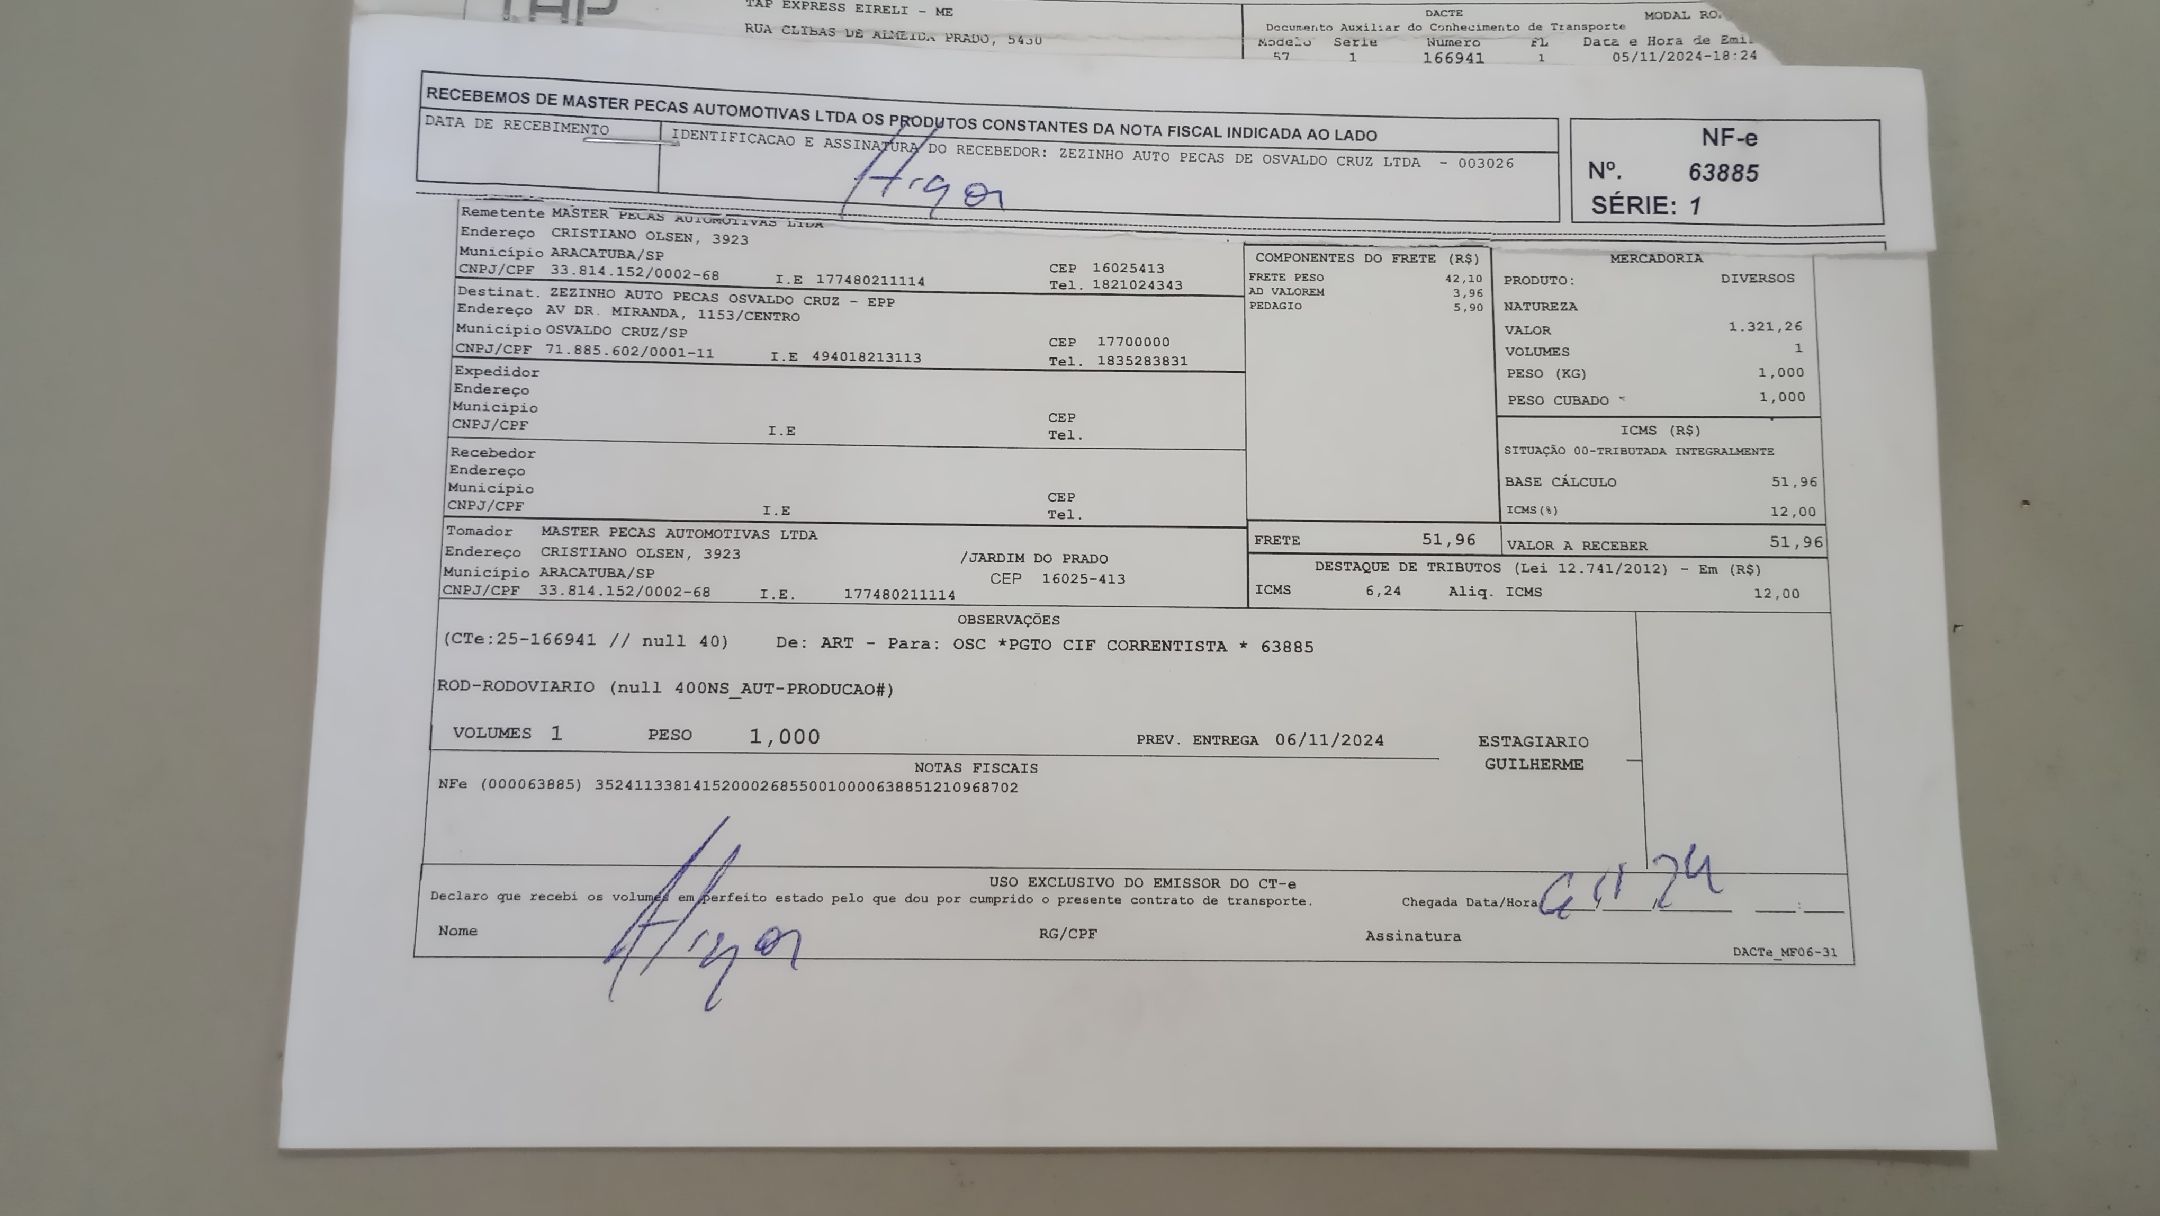 TAP
TAP EXPRESS EIRELI - ME
RUA CLIBAS DE ALMEIDA PRADO, 5430
DACTE
Documento Auxiliar do Conhecimento de Transporte
MODAL RO
Modelo Serie Numero FL Data e Hora de Emi
57 1 166941 1 05/11/2024-18:24
RECEBEMOS DE MASTER PECAS AUTOMOTIVAS LTDA OS PRODUTOS CONSTANTES DA NOTA FISCAL INDICADA AO LADO
DATA DE RECEBIMENTO
IDENTIFICACAO E ASSINATURA DO RECEBEDOR: ZEZINHO AUTO PECAS DE OSVALDO CRUZ LTDA - 003026
Higor
NF-e
Nº. 63885
SÉRIE: 1
Remetente MASTER PECAS AUTOMOTIVAS LTDA
Endereço CRISTIANO OLSEN, 3923
Município ARACATUBA/SP
CEP 16025413
CNPJ/CPF 33.814.152/0002-68 I.E 177480211114 Tel. 1821024343
Destinat. ZEZINHO AUTO PECAS OSVALDO CRUZ - EPP
Endereço AV DR. MIRANDA, 1153/CENTRO
Município OSVALDO CRUZ/SP CEP 17700000
CNPJ/CPF 71.885.602/0001-11 I.E 494018213113 Tel. 1835283831
Expedidor
Endereço
Município CEP
CNPJ/CPF I.E Tel.
Recebedor
Endereço
Município CEP
CNPJ/CPF I.E Tel.
Tomador MASTER PECAS AUTOMOTIVAS LTDA
Endereço CRISTIANO OLSEN, 3923 /JARDIM DO PRADO
Município ARACATUBA/SP CEP 16025-413
CNPJ/CPF 33.814.152/0002-68 I.E. 177480211114
COMPONENTES DO FRETE (R$)
FRETE PESO 42,10
AD VALOREM 3,96
PEDAGIO 5,90
MERCADORIA
PRODUTO: DIVERSOS
NATUREZA
VALOR 1.321,26
VOLUMES 1
PESO (KG) 1,000
PESO CUBADO 1,000
ICMS (R$)
SITUAÇÃO 00-TRIBUTADA INTEGRALMENTE
BASE CÁLCULO 51,96
ICMS(%) 12,00
FRETE 51,96 VALOR A RECEBER 51,96
DESTAQUE DE TRIBUTOS (Lei 12.741/2012) - Em (R$)
ICMS 6,24 Aliq. ICMS 12,00
OBSERVAÇÕES
(CTe:25-166941 // null 40) De: ART - Para: OSC *PGTO CIF CORRENTISTA * 63885
ROD-RODOVIARIO (null 400NS_AUT-PRODUCAO#)
VOLUMES 1 PESO 1,000 PREV. ENTREGA 06/11/2024
ESTAGIARIO
GUILHERME
NOTAS FISCAIS
NFe (000063885) 35241133814152000268550010000638851210968702
USO EXCLUSIVO DO EMISSOR DO CT-e
Declaro que recebi os volumes em perfeito estado pelo que dou por cumprido o presente contrato de transporte.
Chegada Data/Hora
Nome Higor RG/CPF Assinatura
DACTe_MF06-31